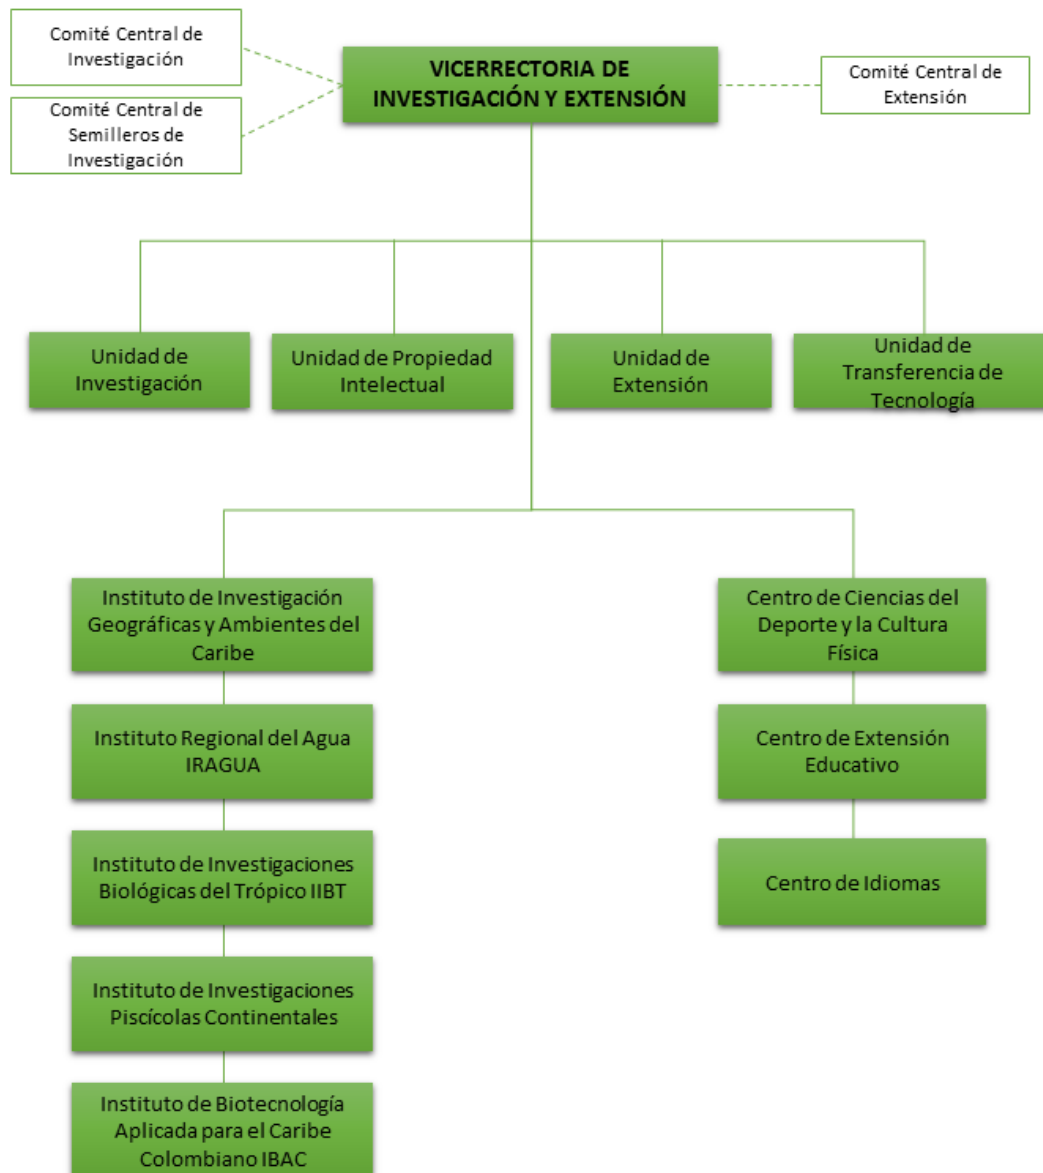 Comité Central de
Investigación
Comité Central de
Semilleros de
Investigación
VICERRECTORIA DE
INVESTIGACIÓN Y EXTENSIÓN
Comité Central de
Extensión
Unidad de
Investigación
Unidad de Propiedad
Intelectual
Unidad de
Extensión
Unidad de
Transferencia de
Tecnología
Instituto de Investigación
Geográficas y Ambientes del
Caribe
Instituto Regional del Agua
IRAGUA
Instituto de Investigaciones
Biológicas del Trópico IIBT
Instituto de Investigaciones
Piscícolas Continentales
Instituto de Biotecnología
Aplicada para el Caribe
Colombiano IBAC
Centro de Ciencias del
Deporte y la Cultura
Física
Centro de Extensión
Educativo
Centro de Idiomas